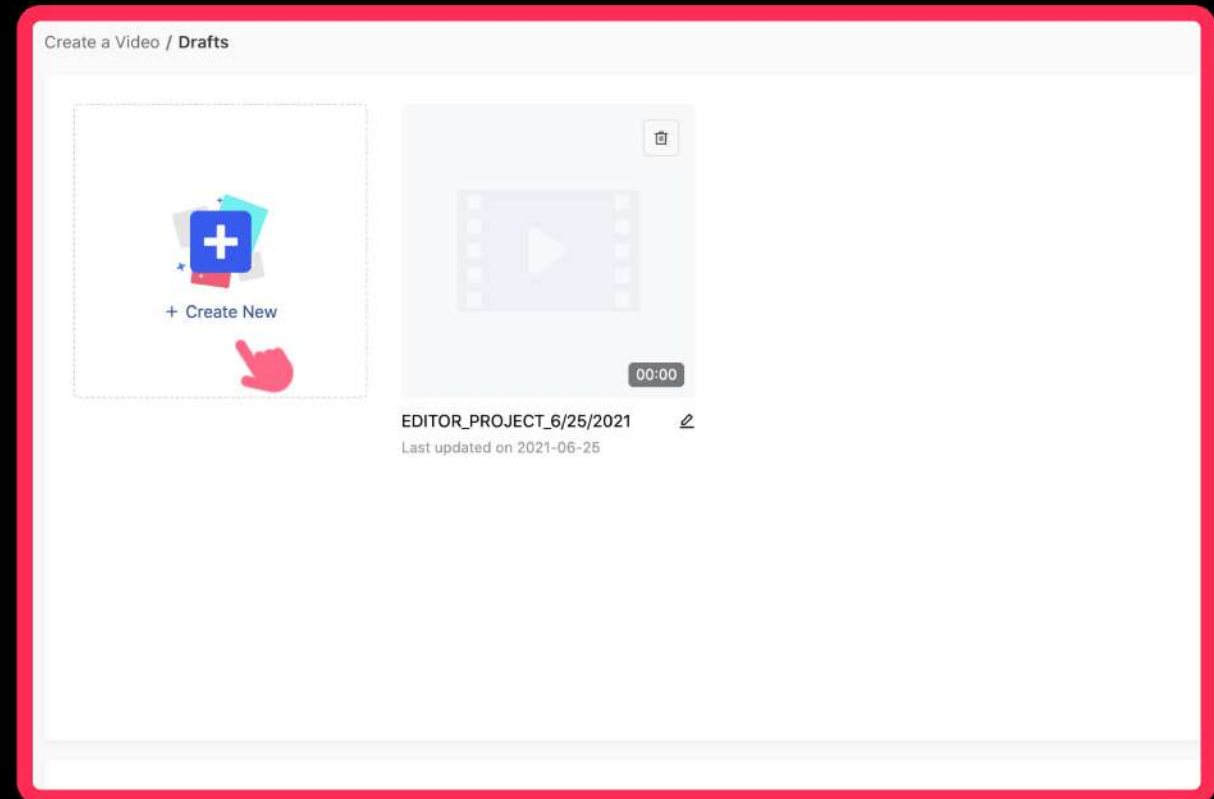 Create a Video / Drafts
+ Create New
00:00
EDITOR_PROJECT_6/25/2021
Last updated on 2021-06-25